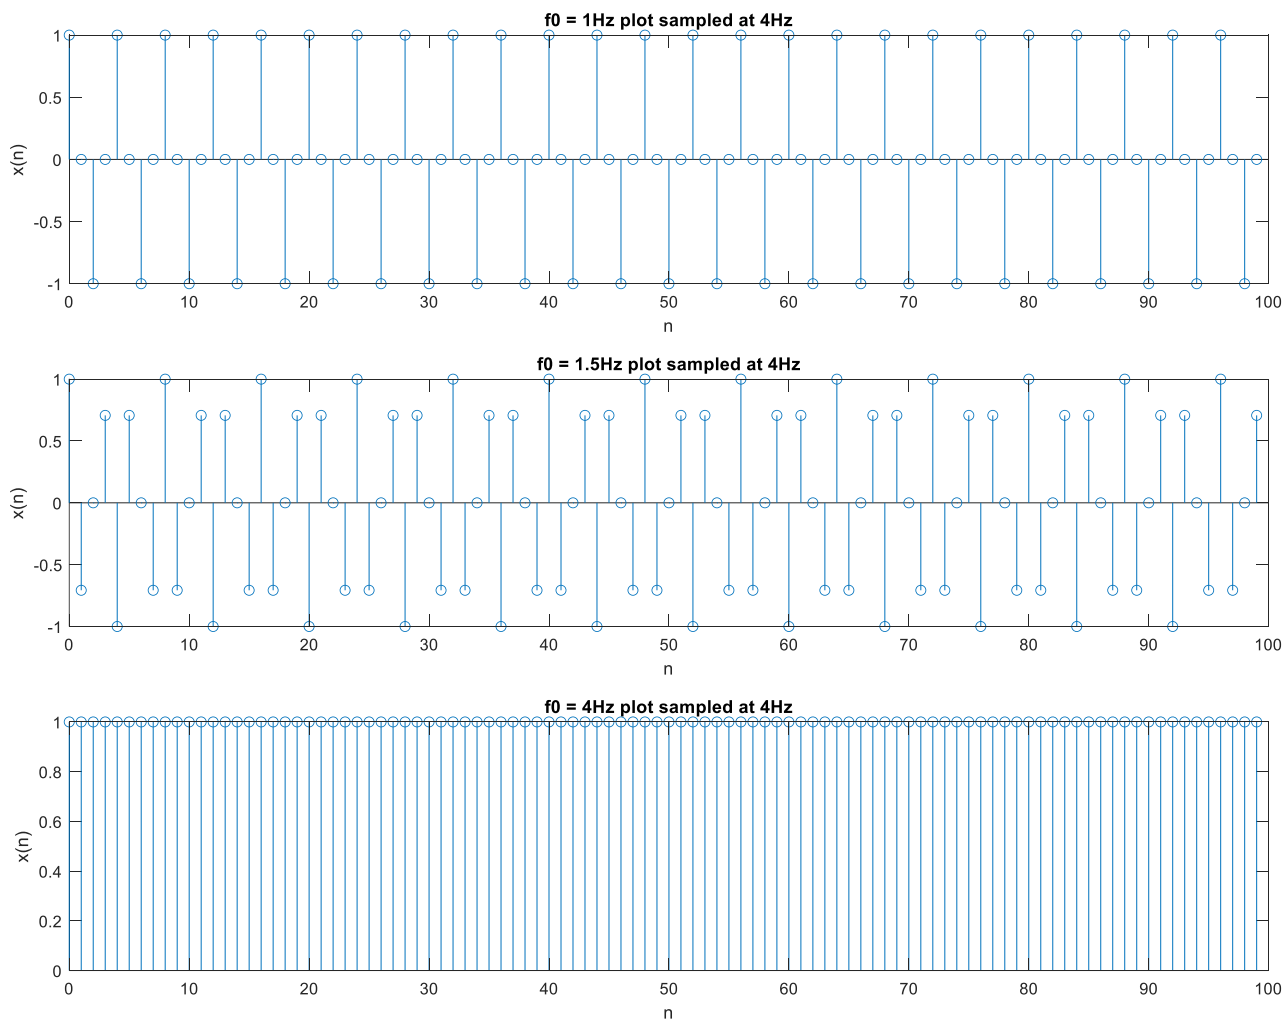 f0 = 1Hz plot sampled at 4Hz
1
0.5
0
-0.5
-1
x(n)
0 10 20 30 40 50 60 70 80 90 100
n
f0 = 1.5Hz plot sampled at 4Hz
1
0.5
0
-0.5
-1
x(n)
0 10 20 30 40 50 60 70 80 90 100
n
f0 = 4Hz plot sampled at 4Hz
1
0.8
0.6
0.4
0.2
0
x(n)
0 10 20 30 40 50 60 70 80 90 100
n